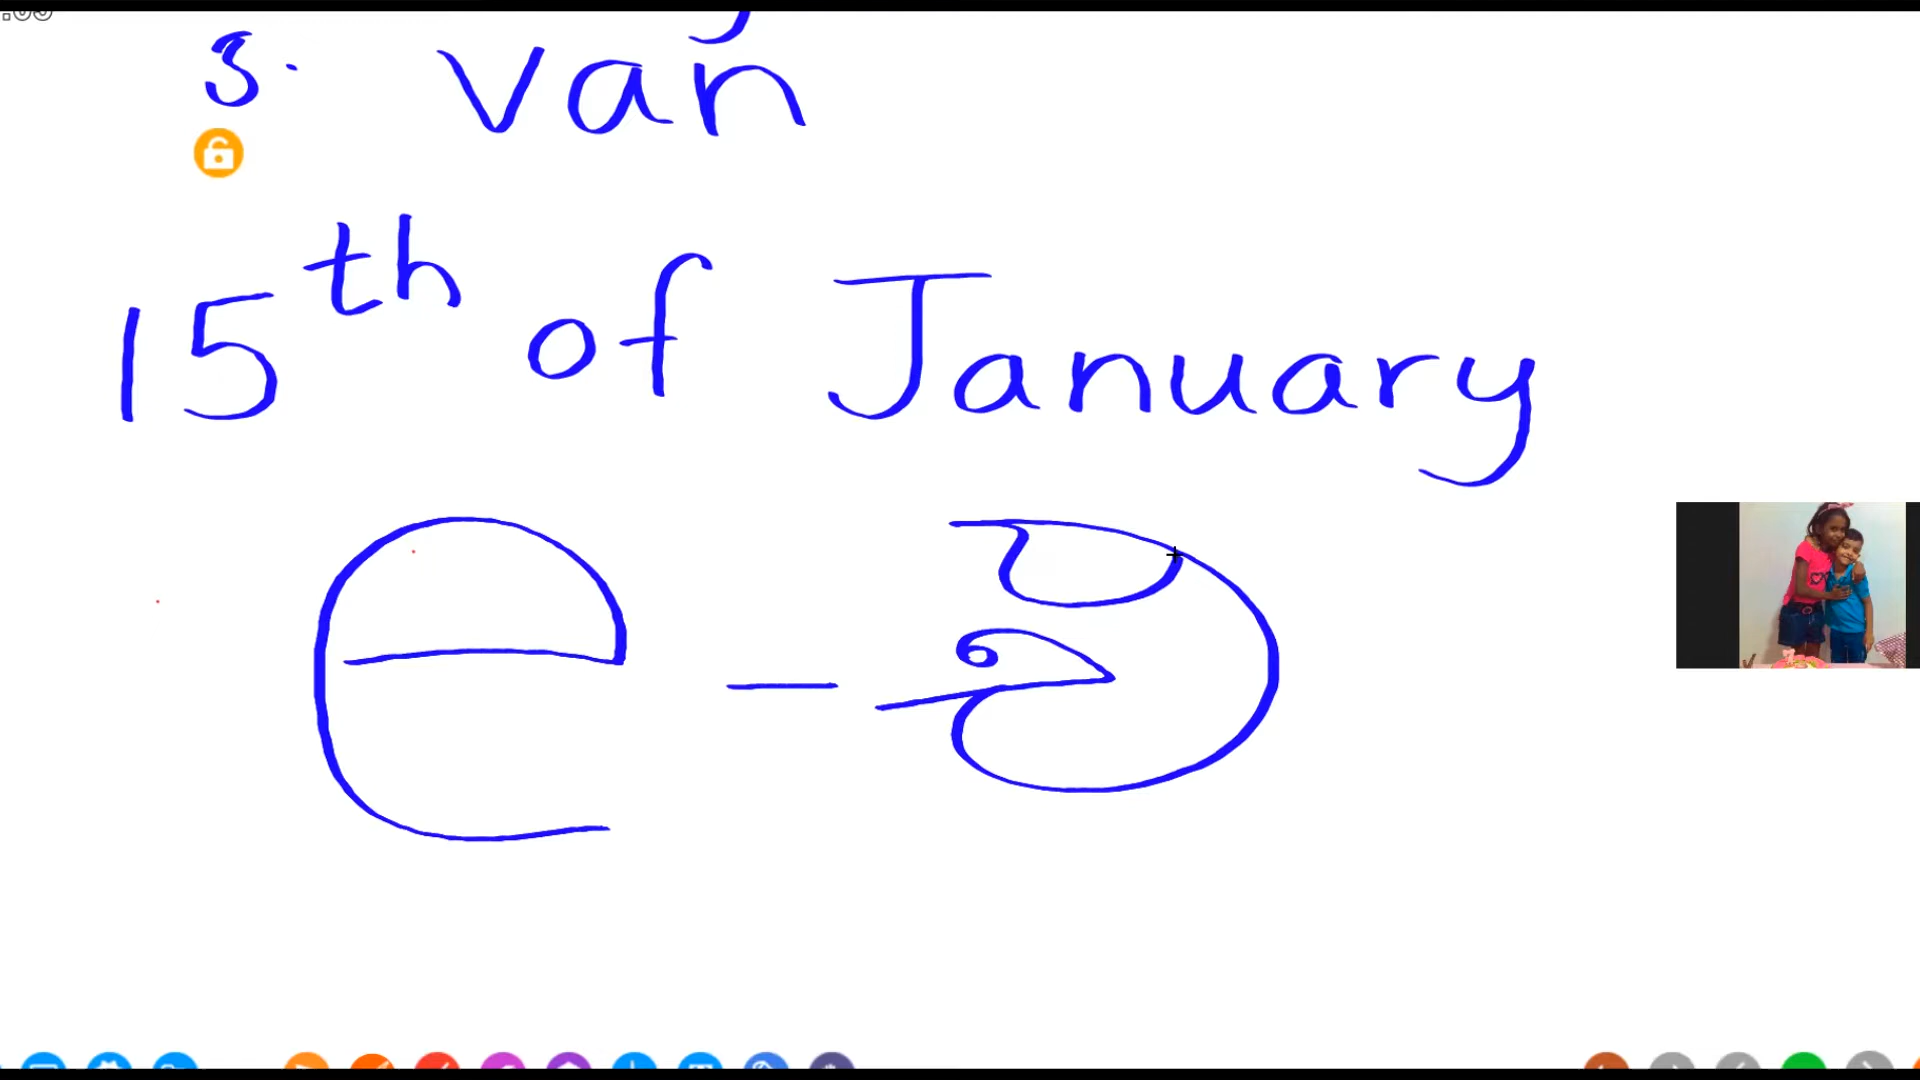 3. van
15th of January
e - එ